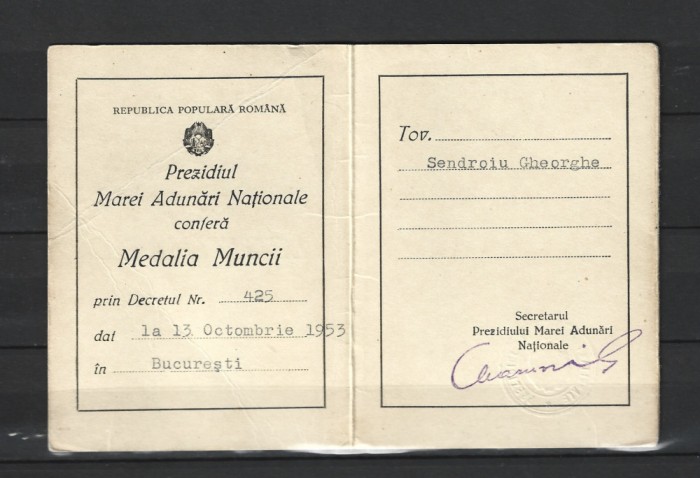 REPUBLICA POPULARĂ ROMÂNĂ
Prezidiul
Marei Adunări Naționale
conferă
Medalia Muncii
prin Decretul Nr. 425
dat la 13 Octombrie 1953
în București
Tov.
Sendroiu Gheorghe
Secretarul
Prezidiului Marei Adunări
Naționale